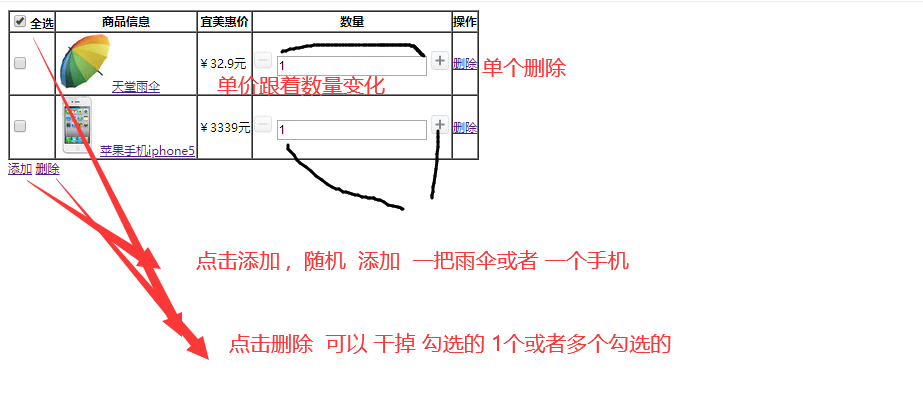 全选 商品信息 宜美惠价 数量 操作
天堂雨伞 ￥32.9元 1 删除 单个删除
单价跟着数量变化
苹果手机iphone5 ￥3339元 1 删除
添加 删除
点击添加 , 随机 添加 一把雨伞或者 一个手机
点击删除 可以 干掉 勾选的 1个或者多个勾选的